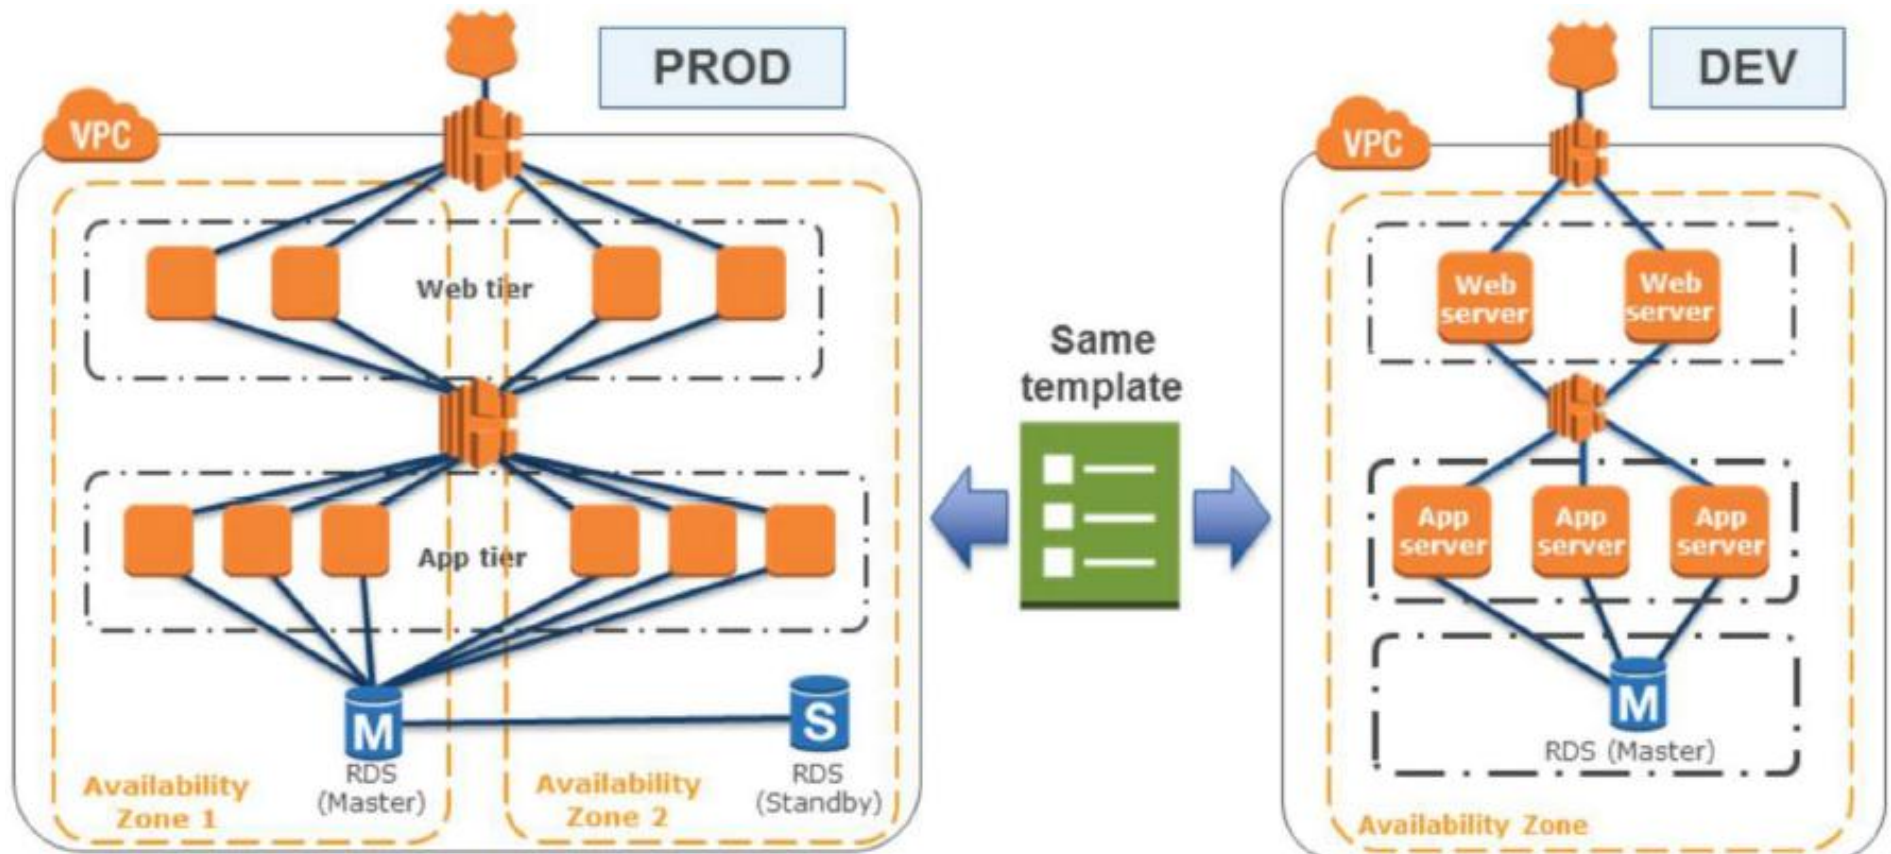 PROD
VPC
Web tier
App tier
M
S
RDS
(Master)
RDS
(Standby)
Availability
Zone 1
Availability
Zone 2
Same
template
DEV
VPC
Web
server
Web
server
App
server
App
server
App
server
M
RDS (Master)
Availability Zone